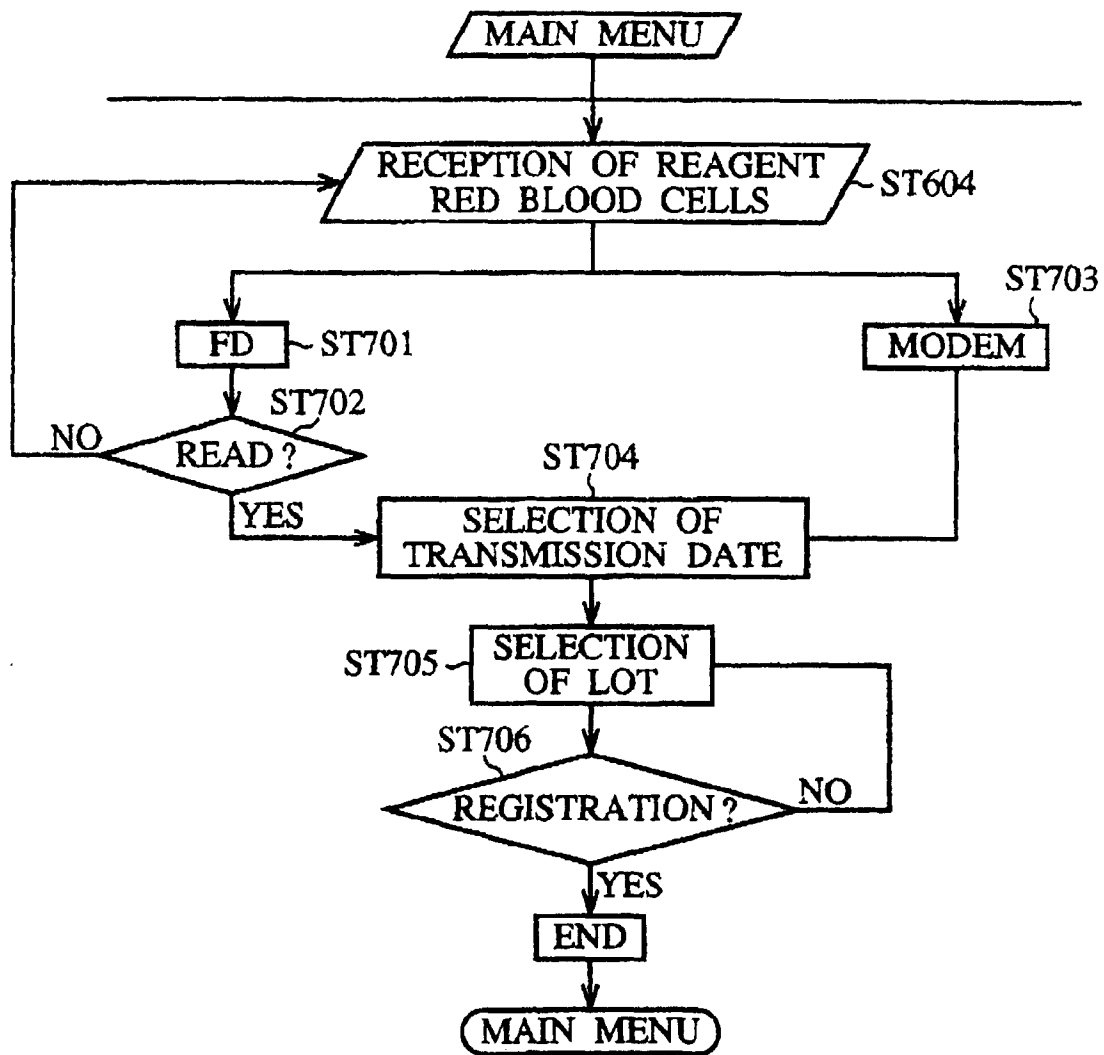 MAIN MENU
RECEPTION OF REAGENT
RED BLOOD CELLS
ST604
ST703
FD
ST701
MODEM
ST702
NO
READ?
ST704
YES
SELECTION OF
TRANSMISSION DATE
ST705
SELECTION
OF LOT
ST706
REGISTRATION?
NO
YES
END
MAIN MENU